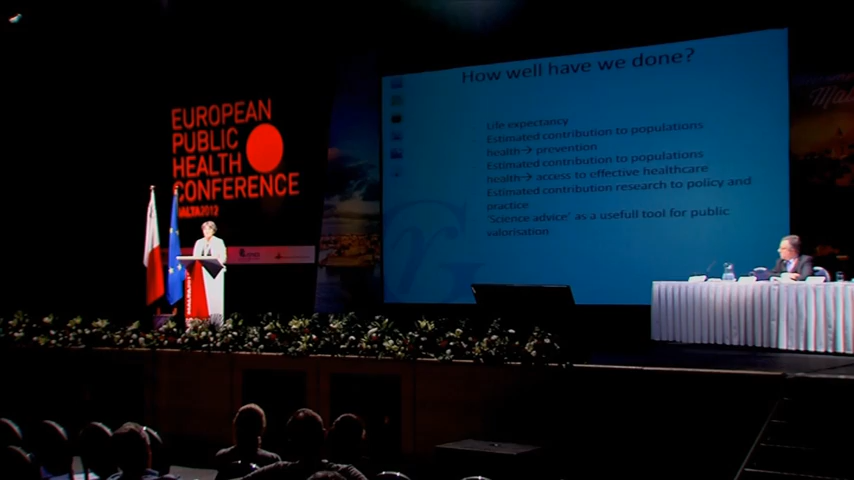 EUROPEAN
PUBLIC
HEALTH
CONFERENCE
MALTA2012
How well have we done?
Life expectancy
Estimated contribution to populations
health→ prevention
Estimated contribution to populations
health→ access to effective healthcare
Estimated contribution research to policy and
practice
'Science advice' as a usefull tool for public
valorisation